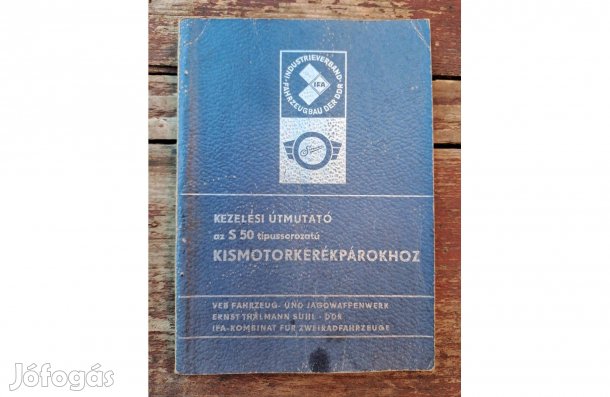 INDUSTRIEVERBAND
FAHRZEUGBAU DER DDR
IFA
Simson
KEZELÉSI ÚTMUTATÓ
az S 50 típussorozatú
KISMOTORKERÉKPÁROKHOZ
VEB FAHRZEUG- UND JAGDWAFFENWERK
ERNST THÄLMANN SUHL · DDR
IFA-KOMBINAT FÜR ZWEIRADFAHRZEUGE
Jófogás